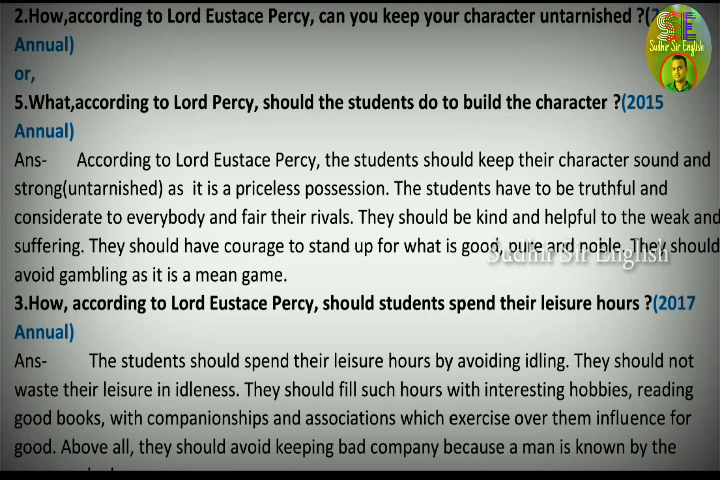 2.How,according to Lord Eustace Percy, can you keep your character untarnished ?(2
Annual)
or,
5.What,according to Lord Percy, should the students do to build the character ?(2015
Annual)
Ans- According to Lord Eustace Percy, the students should keep their character sound and
strong(untarnished) as it is a priceless possession. The students have to be truthful and
considerate to everybody and fair their rivals. They should be kind and helpful to the weak and
suffering. They should have courage to stand up for what is good, pure and noble. They should
avoid gambling as it is a mean game.
3.How, according to Lord Eustace Percy, should students spend their leisure hours ?(2017
Annual)
Ans- The students should spend their leisure hours by avoiding idling. They should not
waste their leisure in idleness. They should fill such hours with interesting hobbies, reading
good books, with companionships and associations which exercise over them influence for
good. Above all, they should avoid keeping bad company because a man is known by the
SSE
Sudhir Sir English
Sudhir Sir English